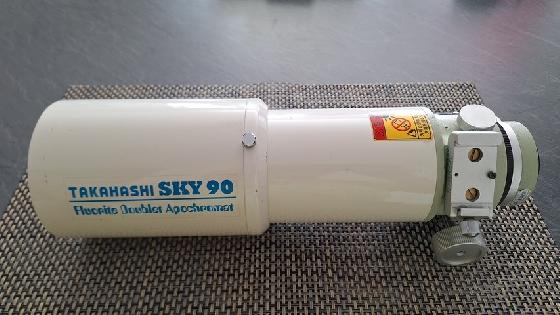 TAKAHASHI SKY 90
Fluorite Doublet Apochromat